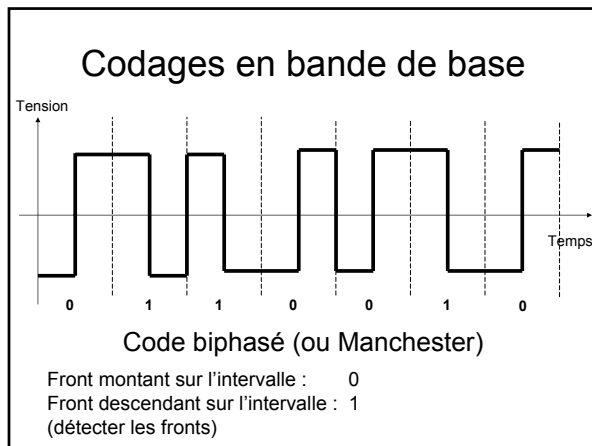 Codages en bande de base
Tension
Temps
0 1 1 0 0 1 0
Code biphasé (ou Manchester)
Front montant sur l’intervalle : 0
Front descendant sur l’intervalle : 1
(détecter les fronts)